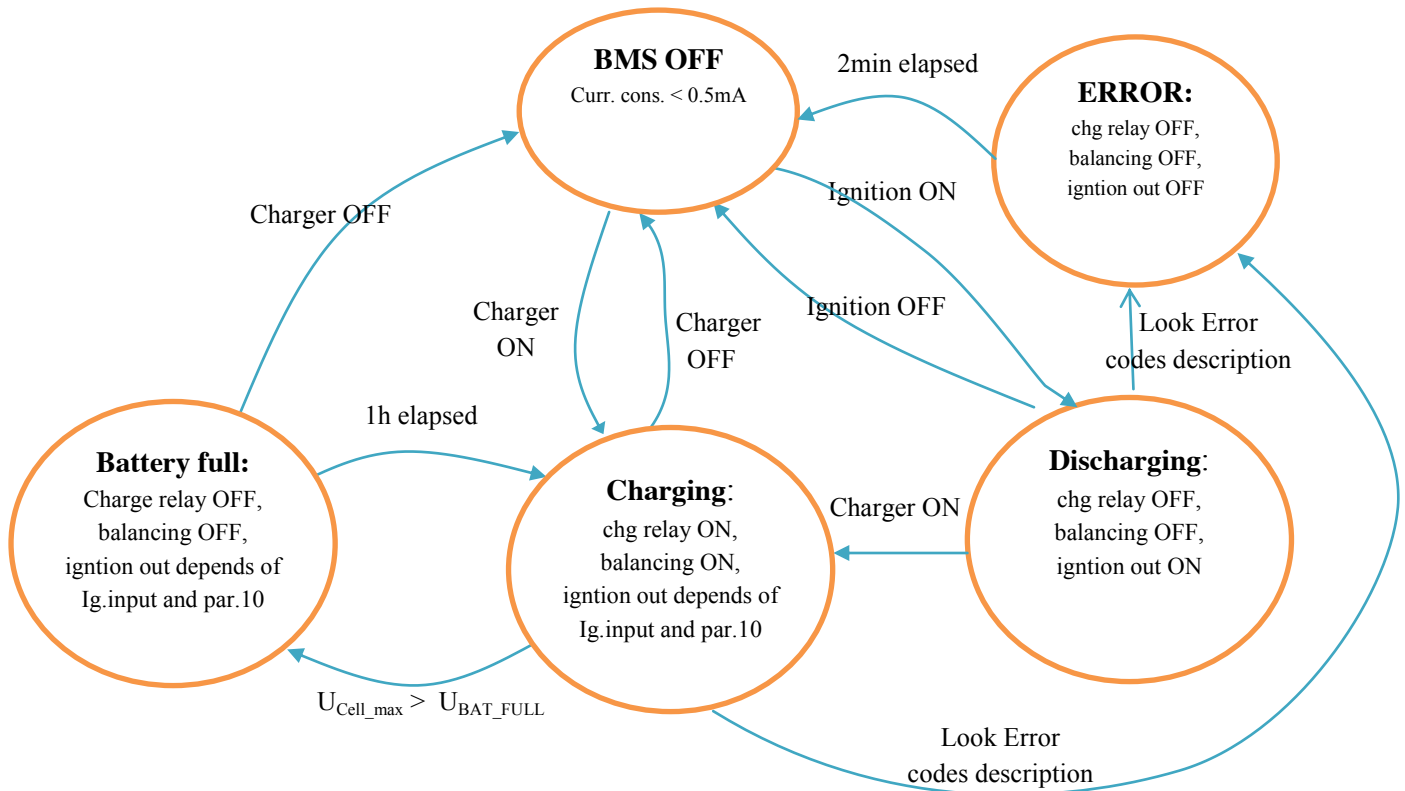 BMS OFF
Curr. cons. < 0.5mA
2min elapsed
ERROR:
chg relay OFF,
balancing OFF,
igntion out OFF
Charger OFF
Ignition ON
Charger
ON
Charger
OFF
Ignition OFF
Look Error
codes description
1h elapsed
Battery full:
Charge relay OFF,
balancing OFF,
igntion out depends of
Ig.input and par.10
Charging:
chg relay ON,
balancing ON,
igntion out depends of
Ig.input and par.10
Charger ON
Discharging:
chg relay OFF,
balancing OFF,
igntion out ON
UCell_max > UBAT_FULL
Look Error
codes description